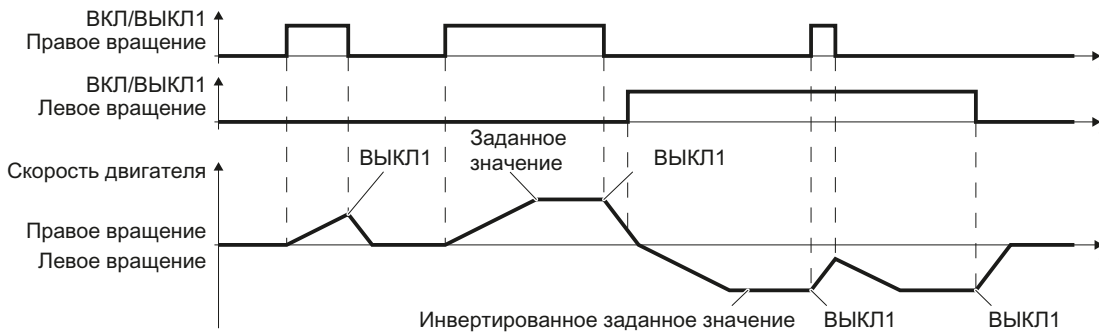 ВКЛ/ВЫКЛ1
Правое вращение
ВКЛ/ВЫКЛ1
Левое вращение
Заданное
значение
ВЫКЛ1
ВЫКЛ1
Скорость двигателя
Правое вращение
Левое вращение
Инвертированное заданное значение
ВЫКЛ1
ВЫКЛ1